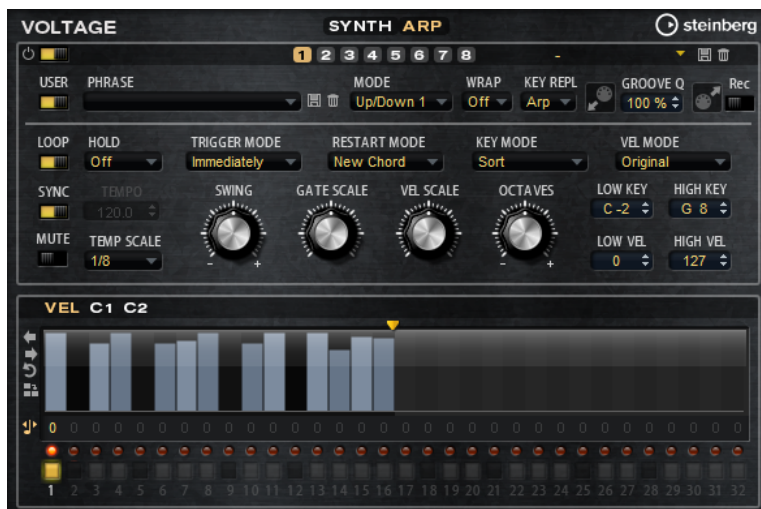 VOLTAGE SYNTH ARP steinberg
1 2 3 4 5 6 7 8 -
USER PHRASE MODE WRAP KEY REPL GROOVE Q Rec
Up/Down 1 Off Arp 100 %
LOOP HOLD TRIGGER MODE RESTART MODE KEY MODE VEL MODE
Off Immediately New Chord Sort Original
SYNC TEMPO SWING GATE SCALE VEL SCALE OCTAVES LOW KEY HIGH KEY
120.0 C -2 G 8
MUTE TEMP SCALE LOW VEL HIGH VEL
1/8 - + - + 0 127
VEL C1 C2
0 0 0 0 0 0 0 0 0 0 0 0 0 0 0 0 0 0 0 0 0 0 0 0 0 0 0 0 0 0 0 0
1 2 3 4 5 6 7 8 9 10 11 12 13 14 15 16 17 18 19 20 21 22 23 24 25 26 27 28 29 30 31 32